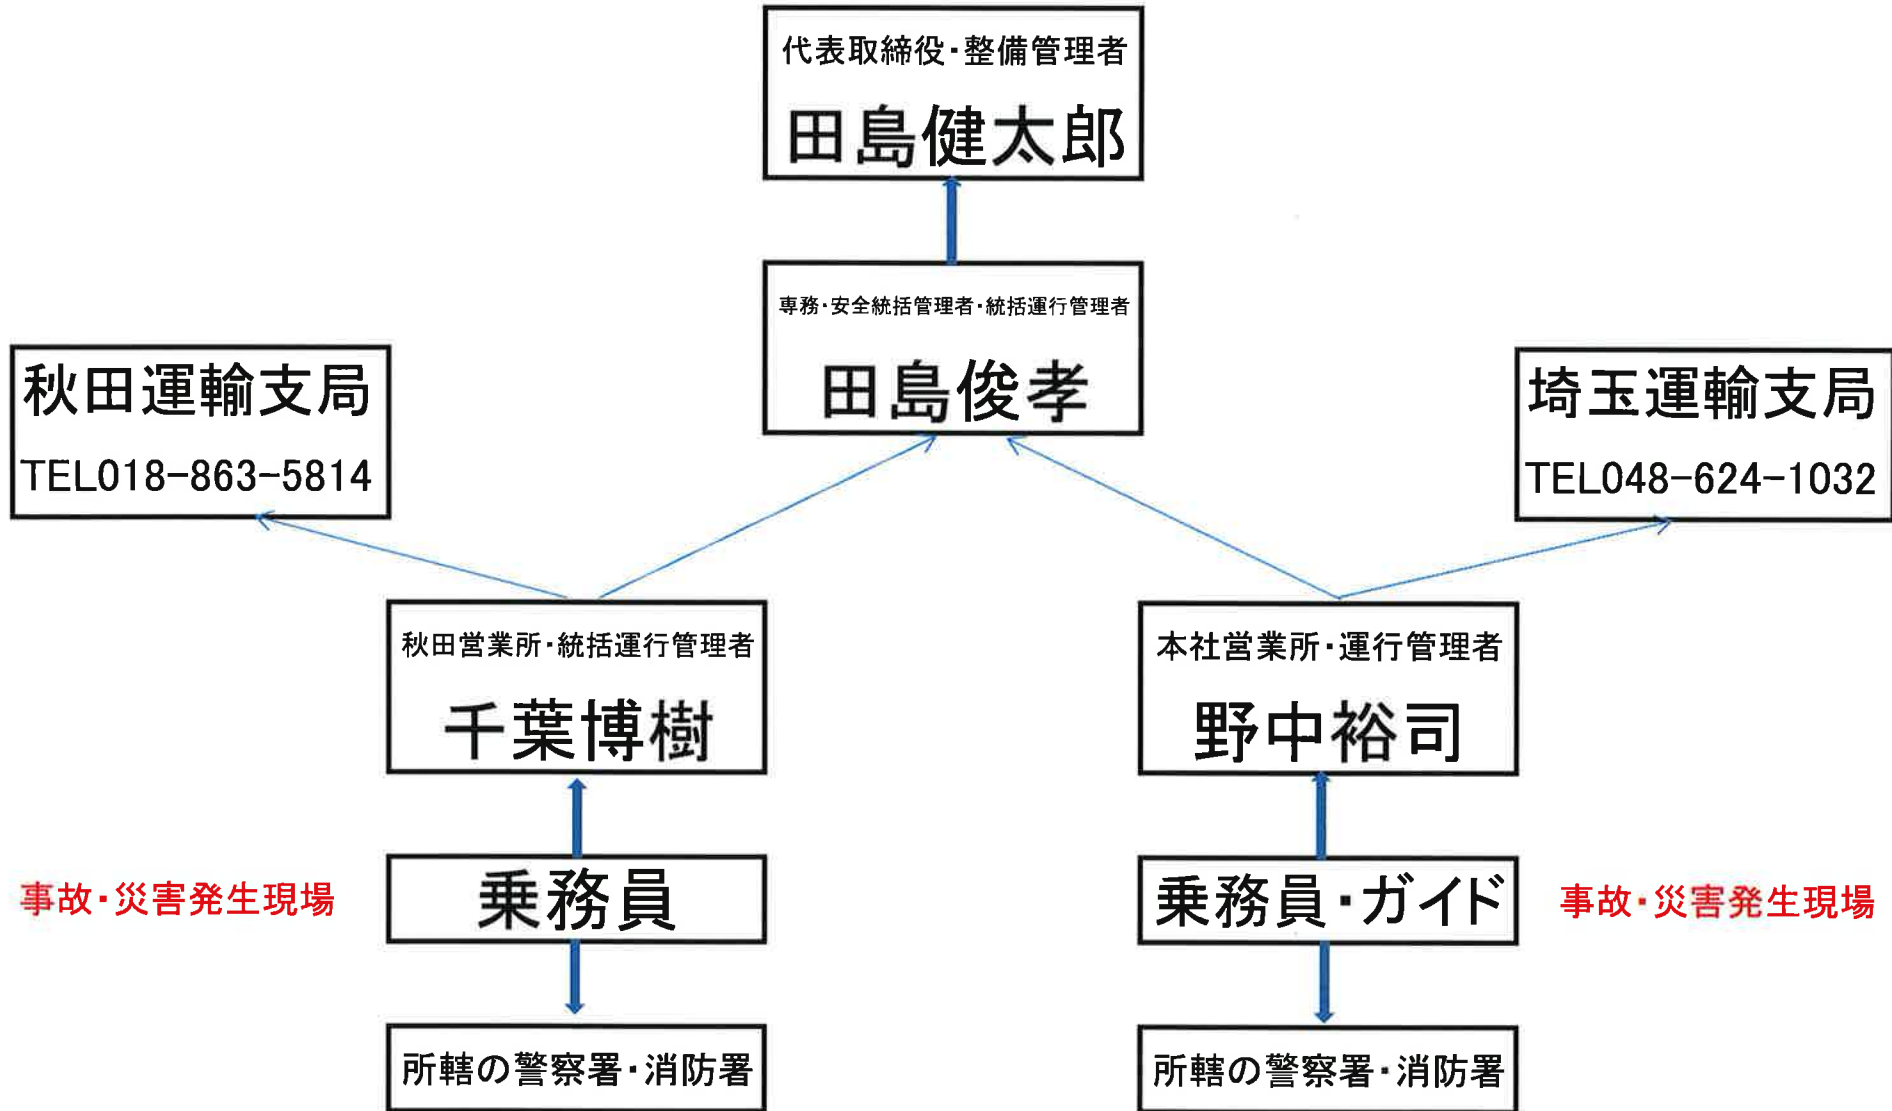 代表取締役・整備管理者
田島健太郎
専務・安全統括管理者・統括運行管理者
田島俊孝
秋田運輸支局
TEL018-863-5814
埼玉運輸支局
TEL048-624-1032
秋田営業所・統括運行管理者
千葉博樹
本社営業所・運行管理者
野中裕司
事故・災害発生現場
乗務員
乗務員・ガイド
事故・災害発生現場
所轄の警察署・消防署
所轄の警察署・消防署